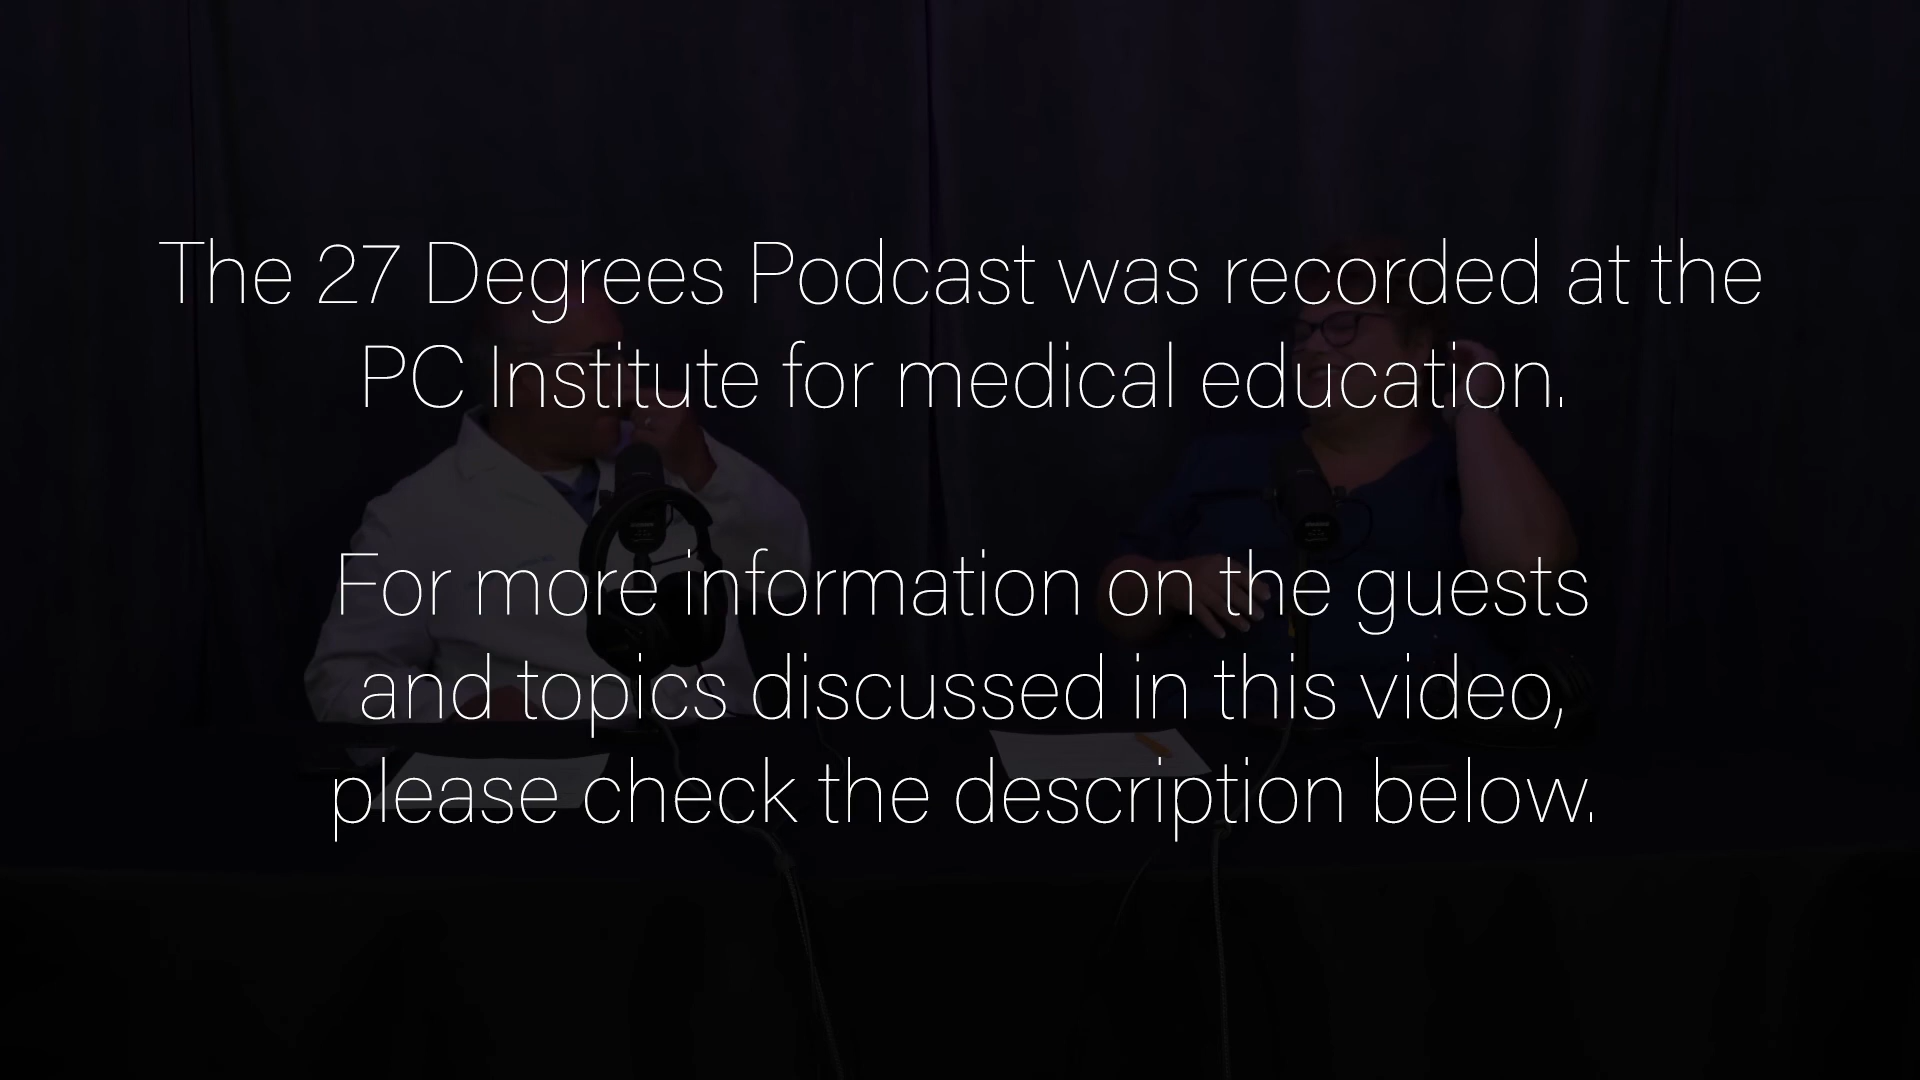 The 27 Degrees Podcast was recorded at the
PC Institute for medical education.
For more information on the guests
and topics discussed in this video,
please check the description below.